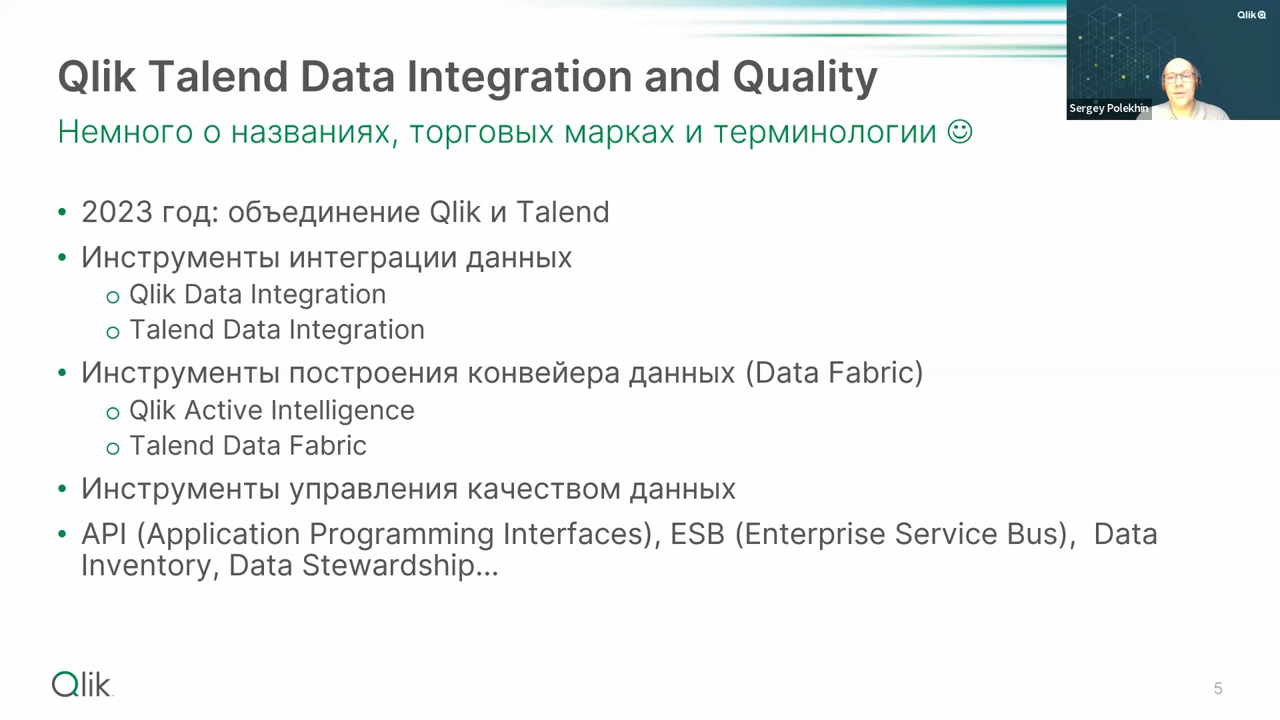 Qlik Talend Data Integration and Quality
Немного о названиях, торговых марках и терминологии ☺
• 2023 год: объединение Qlik и Talend
• Инструменты интеграции данных
○ Qlik Data Integration
○ Talend Data Integration
• Инструменты построения конвейера данных (Data Fabric)
○ Qlik Active Intelligence
○ Talend Data Fabric
• Инструменты управления качеством данных
• API (Application Programming Interfaces), ESB (Enterprise Service Bus), Data
Inventory, Data Stewardship...
Qlik
Sergey Polekhin
Qlik
5